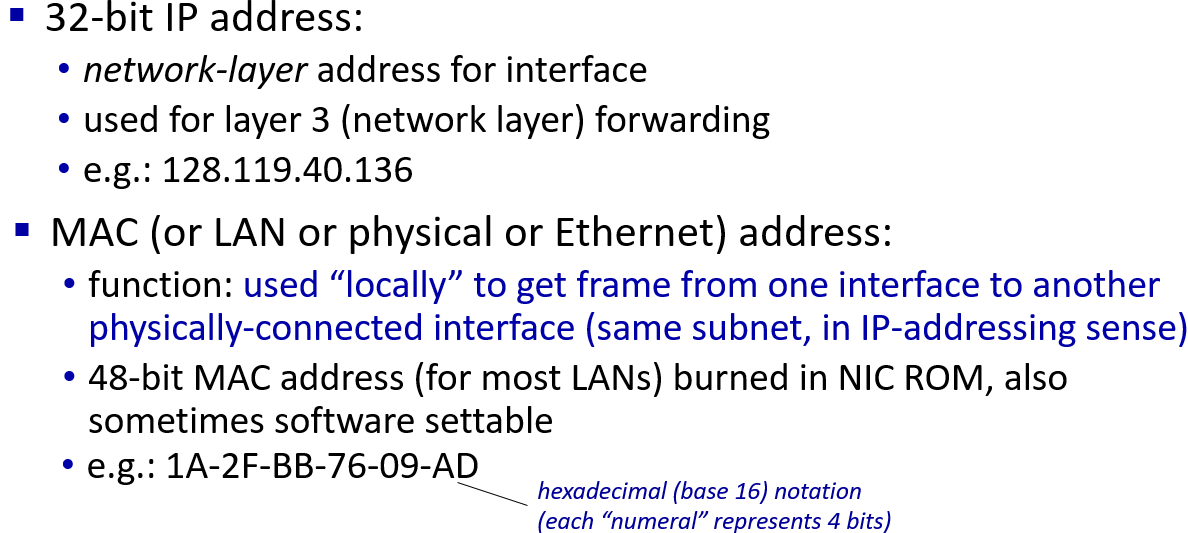 ▪ 32-bit IP address:
• network-layer address for interface
• used for layer 3 (network layer) forwarding
• e.g.: 128.119.40.136
▪ MAC (or LAN or physical or Ethernet) address:
• function: used “locally” to get frame from one interface to another
physically-connected interface (same subnet, in IP-addressing sense)
• 48-bit MAC address (for most LANs) burned in NIC ROM, also
sometimes software settable
• e.g.: 1A-2F-BB-76-09-AD
hexadecimal (base 16) notation
(each “numeral” represents 4 bits)